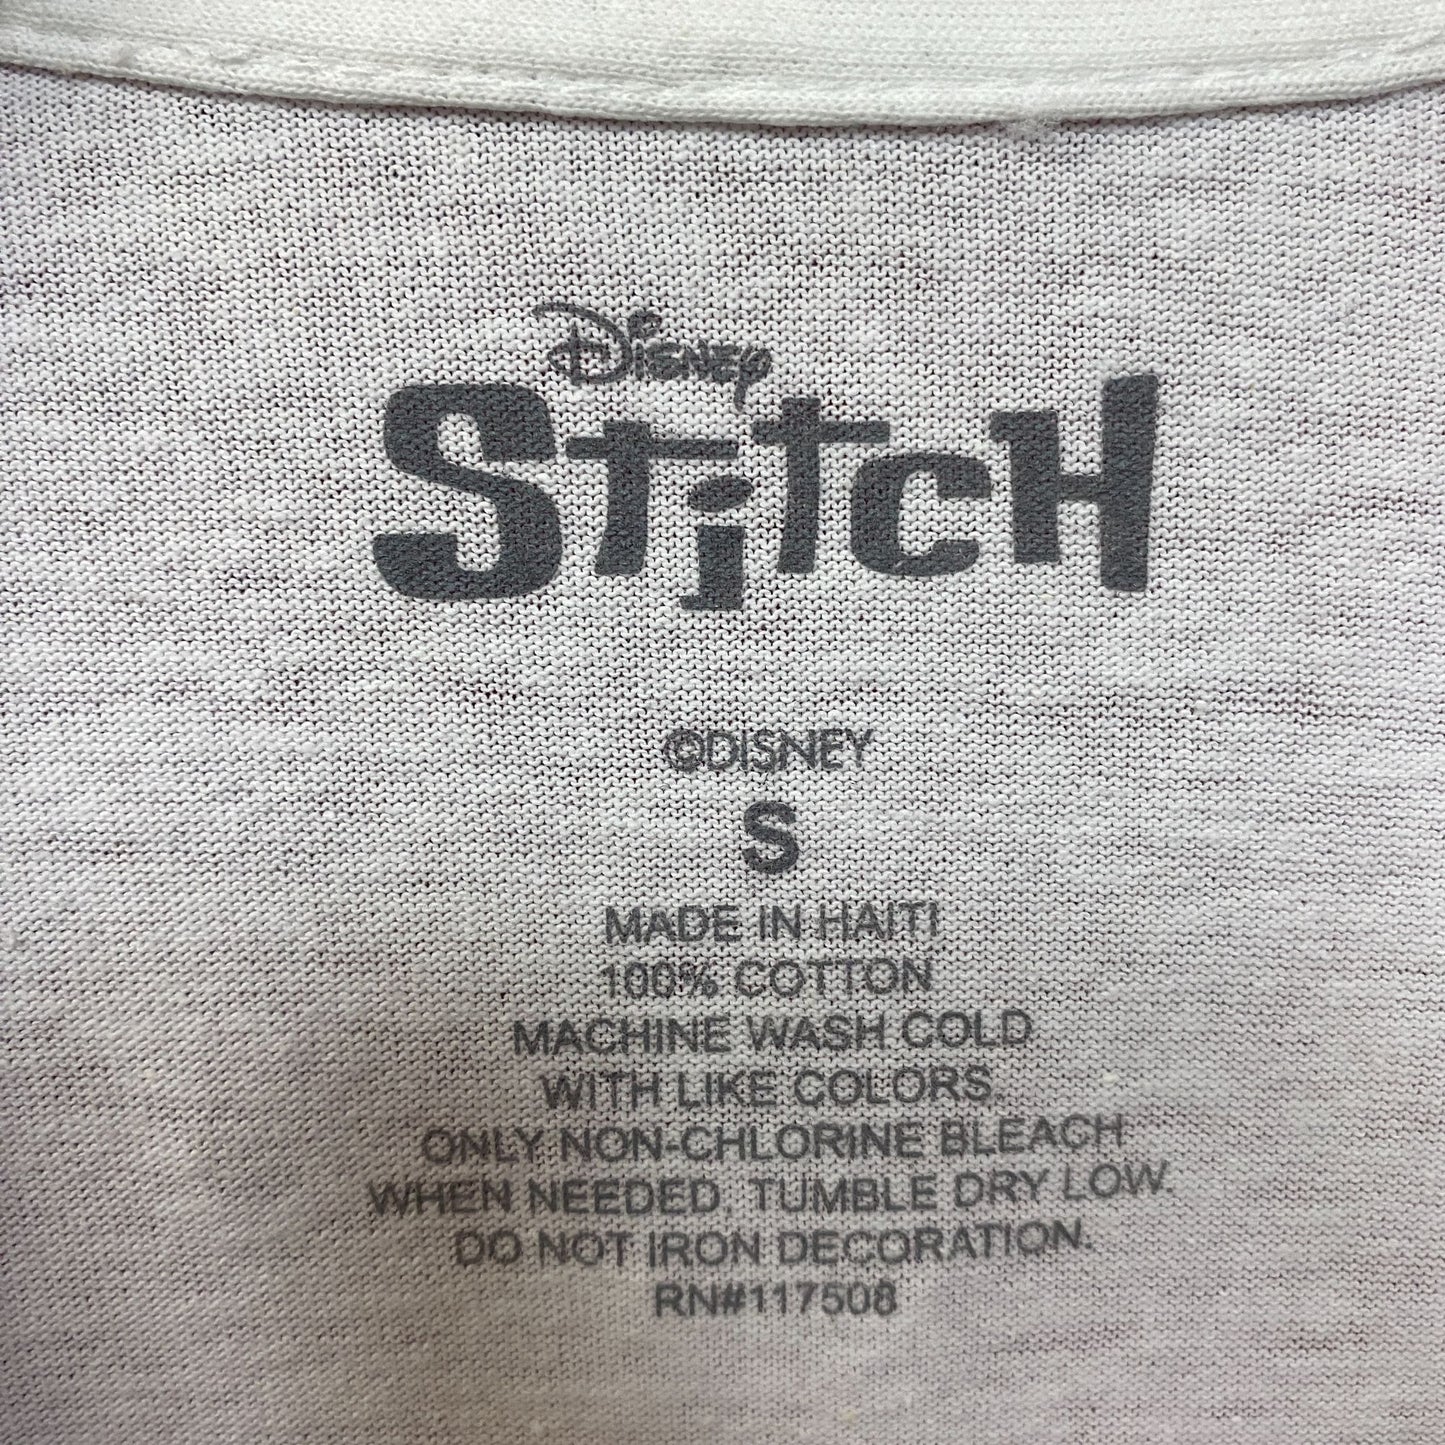 Disney
Stitch
©DISNEY
S
MADE IN HAITI
100% COTTON
MACHINE WASH COLD
WITH LIKE COLORS.
ONLY NON-CHLORINE BLEACH
WHEN NEEDED. TUMBLE DRY LOW.
DO NOT IRON DECORATION.
RN#117508